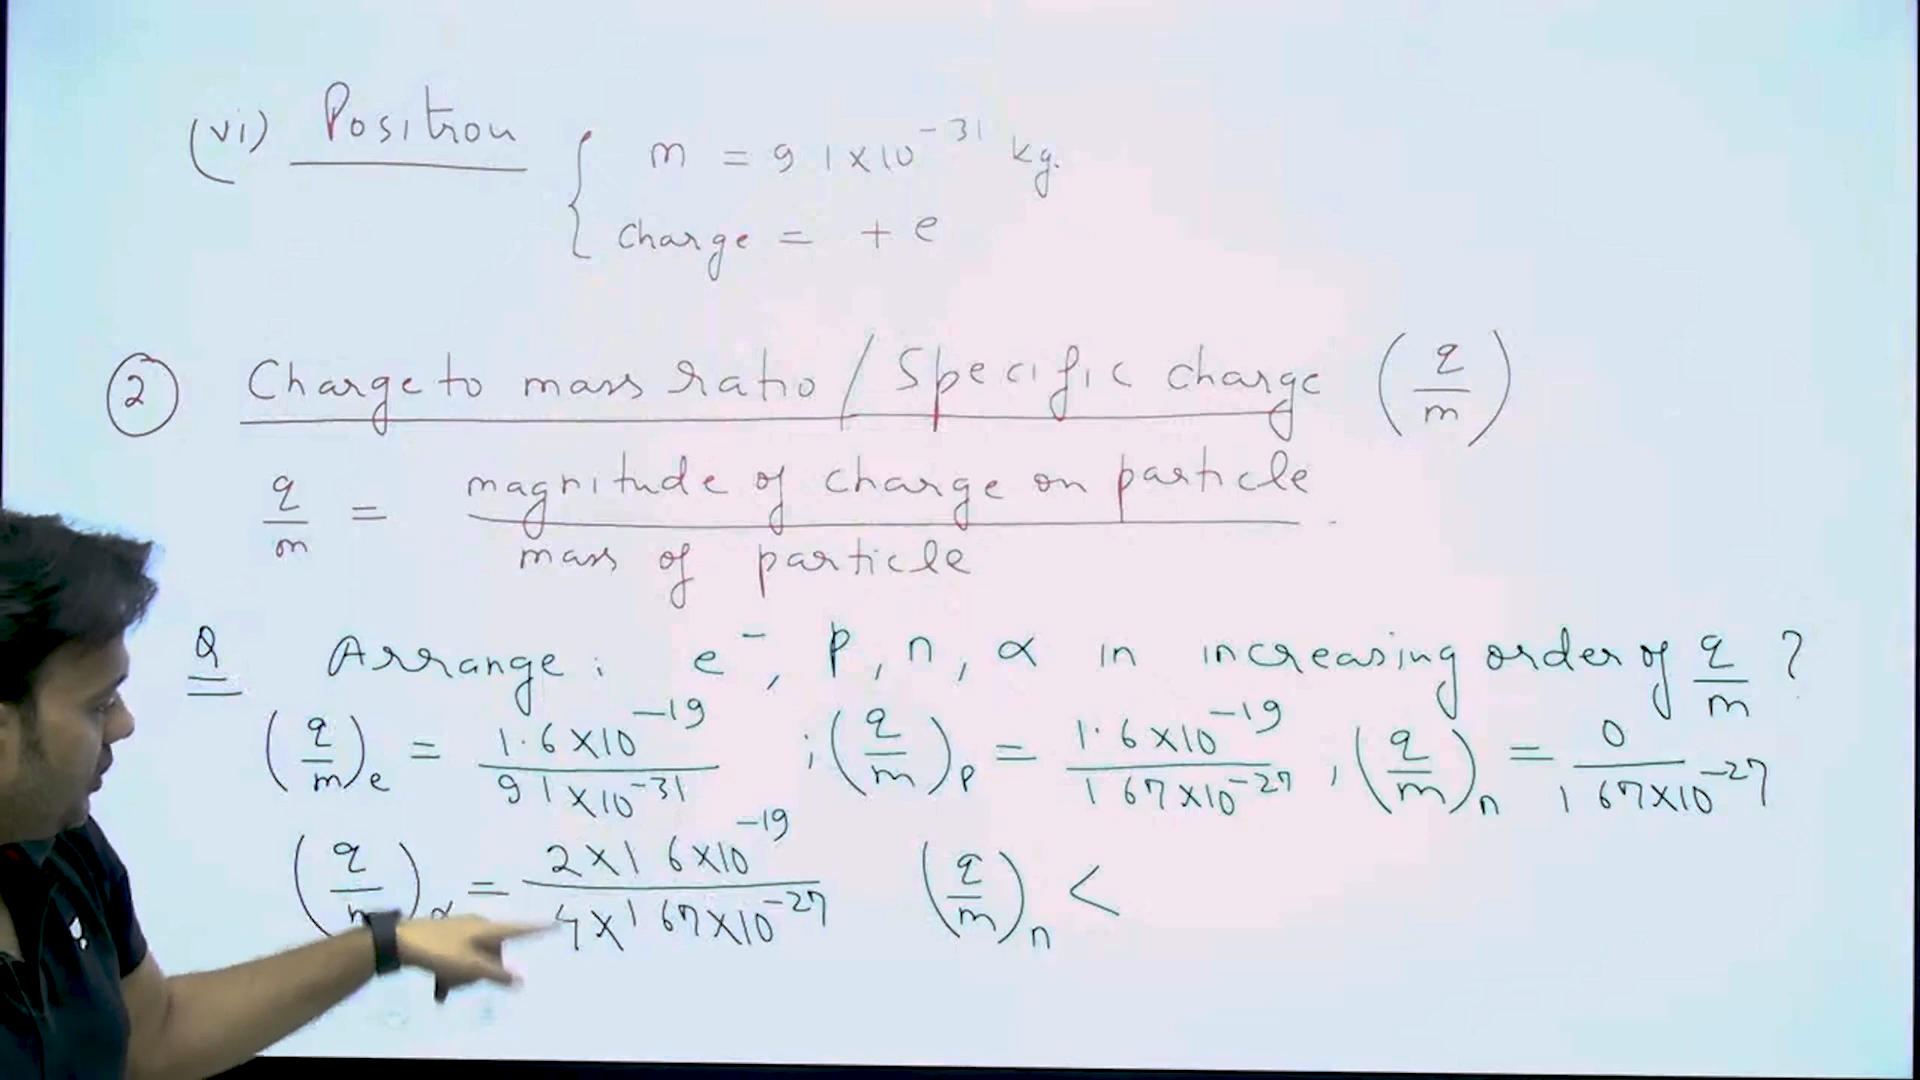 (vi) Positron { m = 9 1 x 10^-31 kg.
charge = + e
② Charge to mass ratio / Specific charge (q/m)
q/m = magnitude of charge on particle / mass of particle
Q Arrange : e^-, p, n, α in increasing order of q/m ?
(q/m)e = 1.6 x 10^-19 / 9 1 x 10^-31 ; (q/m)p = 1.6 x 10^-19 / 1 67 x 10^-27 , (q/m)n = 0 / 1 67 x 10^-27
(q/m)α = 2 x 1 6 x 10^-19 / 4 x 1 67 x 10^-27 (q/m)n <